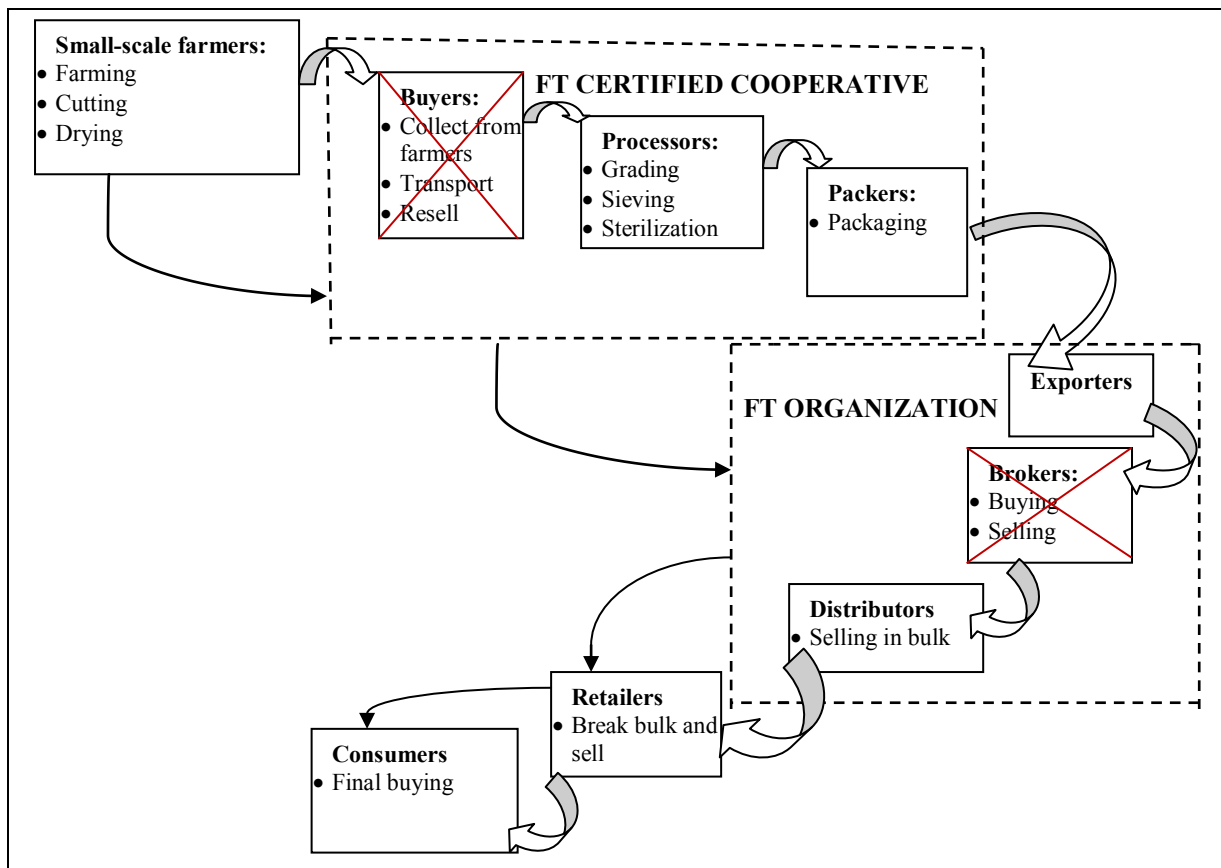 Small-scale farmers:
• Farming
• Cutting
• Drying
FT CERTIFIED COOPERATIVE
Buyers:
• Collect from
farmers
• Transport
• Resell
Processors:
• Grading
• Sieving
• Sterilization
Packers:
• Packaging
Exporters
FT ORGANIZATION
Brokers:
• Buying
• Selling
Distributors
• Selling in bulk
Retailers
• Break bulk and
sell
Consumers
• Final buying